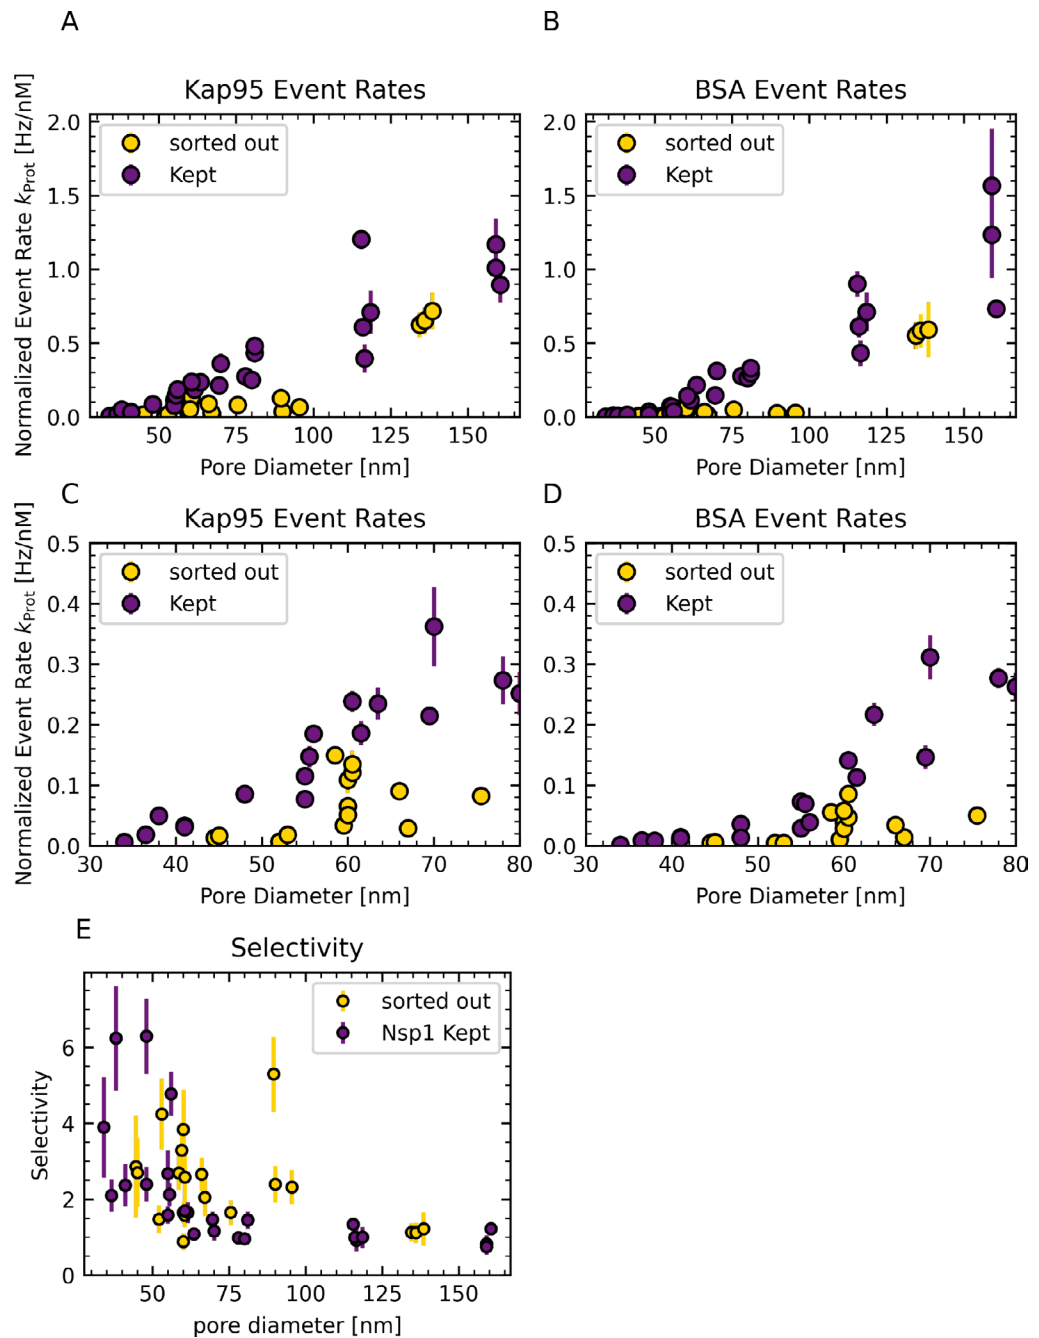 A
B
Kap95 Event Rates
BSA Event Rates
Normalized Event Rate kProt [Hz/nM]
2.0
1.5
1.0
0.5
0.0
sorted out
Kept
50
75
100
125
150
Pore Diameter [nm]
2.0
1.5
1.0
0.5
0.0
sorted out
Kept
50
75
100
125
150
Pore Diameter [nm]
C
D
Kap95 Event Rates
BSA Event Rates
Normalized Event Rate kProt [Hz/nM]
0.5
0.4
0.3
0.2
0.1
0.0
sorted out
Kept
30
40
50
60
70
80
Pore Diameter [nm]
0.5
0.4
0.3
0.2
0.1
0.0
sorted out
Kept
30
40
50
60
70
80
Pore Diameter [nm]
E
Selectivity
Selectivity
6
4
2
0
sorted out
Nsp1 Kept
50
75
100
125
150
pore diameter [nm]